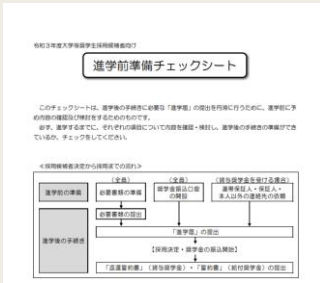 令和3年度大学等奨学生採用候補者向け
進学前準備チェックシート
このチェックシートは、進学後の手続きに必要な「進学届」の提出を円滑に行うために、進学前に予
め内容の確認及び検討をするためのものです。
必ず、進学するまでに、それぞれの項目について内容を確認・検討し、進学後の手続きの準備ができ
ているか、チェックをしてください。
≪採用候補者決定から採用までの流れ≫
(全員) (全員) (貸与奨学金を受ける場合)
進学前の準備
必要書類の準備
奨学金振込口座
の開設
連帯保証人・保証人・
本人以外の連絡先の依頼
進学後の手続き
必要書類の提出
「進学届」の提出
【採用決定・奨学金の振込開始】
「返還誓約書」(貸与奨学金)・「誓約書」(給付奨学金)の提出